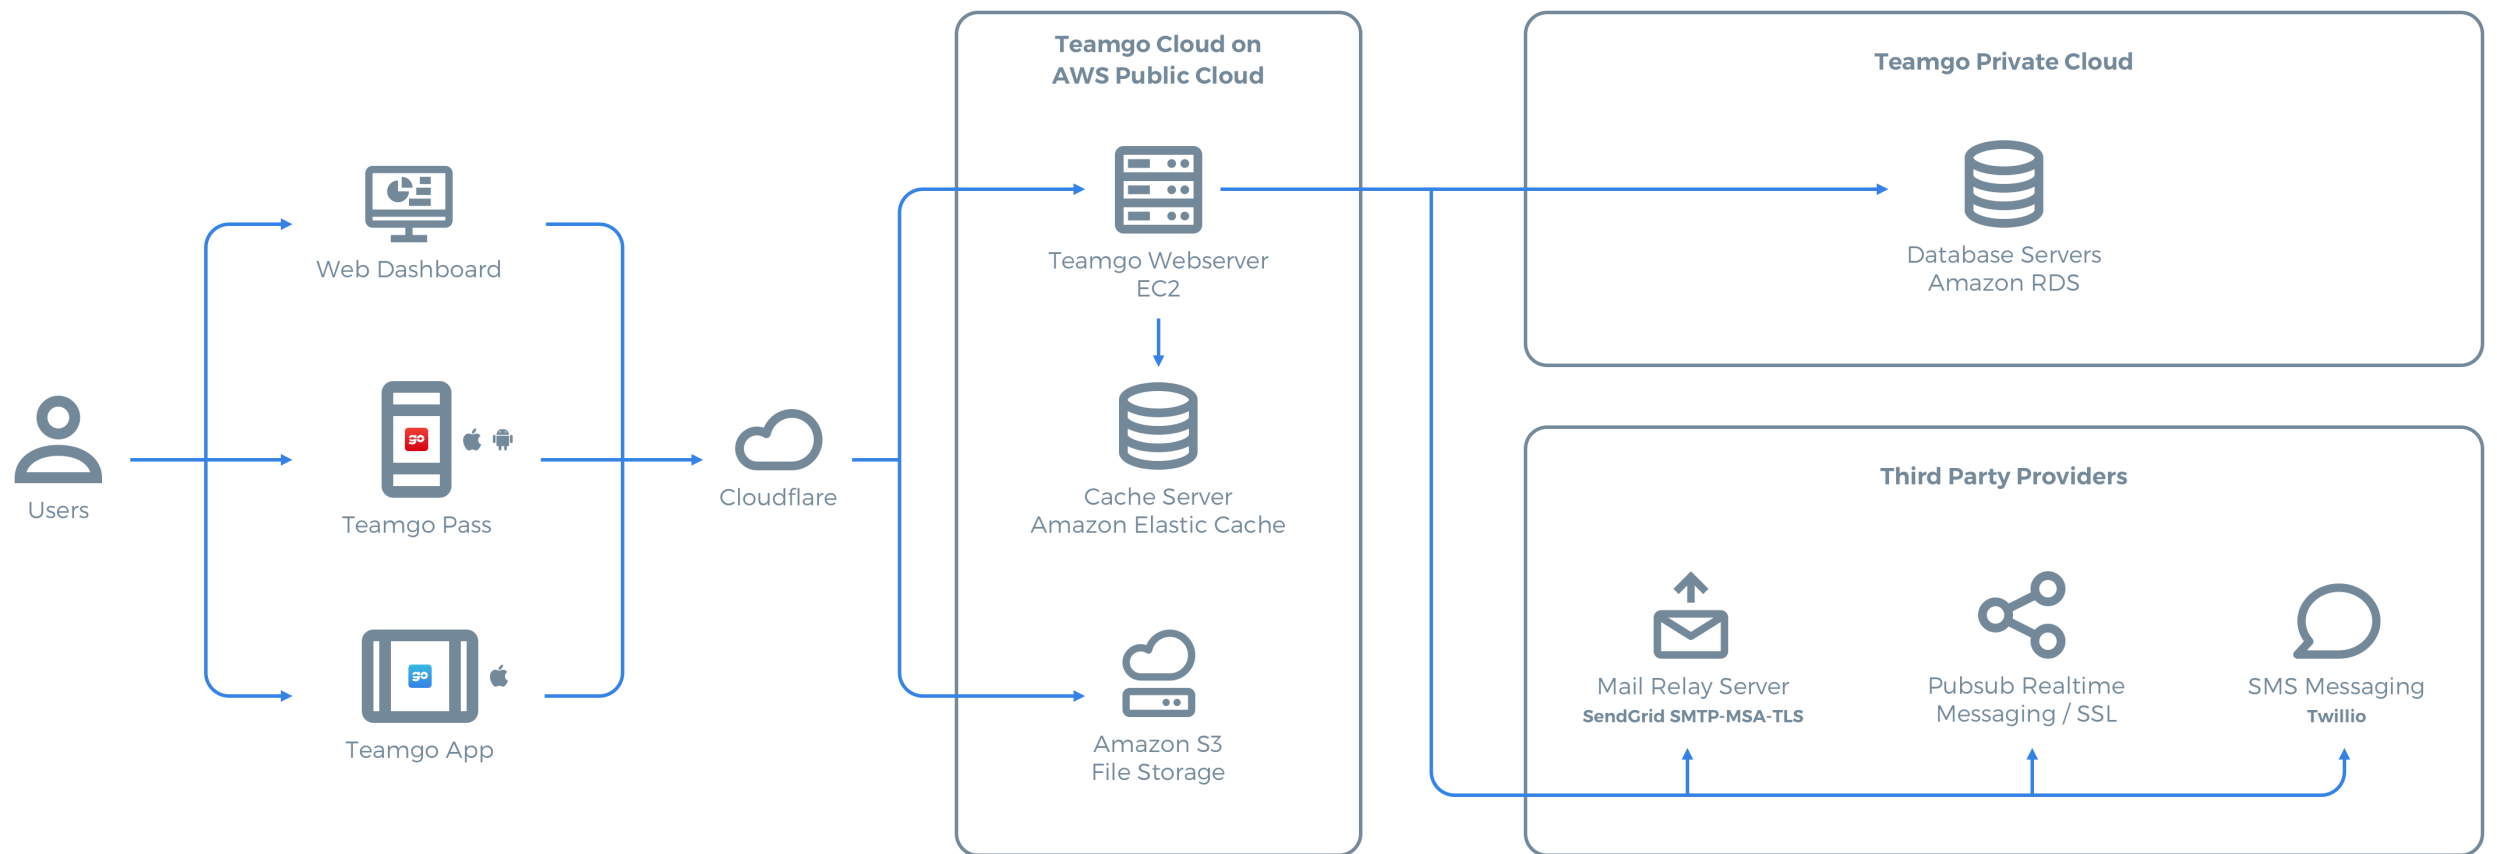 Users
Web Dashboard
go
Teamgo Pass
go
Teamgo App
Cloudflare
Teamgo Cloud on
AWS Public Cloud
Teamgo Webserver
EC2
Cache Server
Amazon Elastic Cache
Amazon S3
File Storage
Teamgo Private Cloud
Database Servers
Amazon RDS
Third Party Providers
Mail Relay Server
SendGrid SMTP-MSA-TLS
Pubsub Realtime
Messaging / SSL
SMS Messaging
Twillio